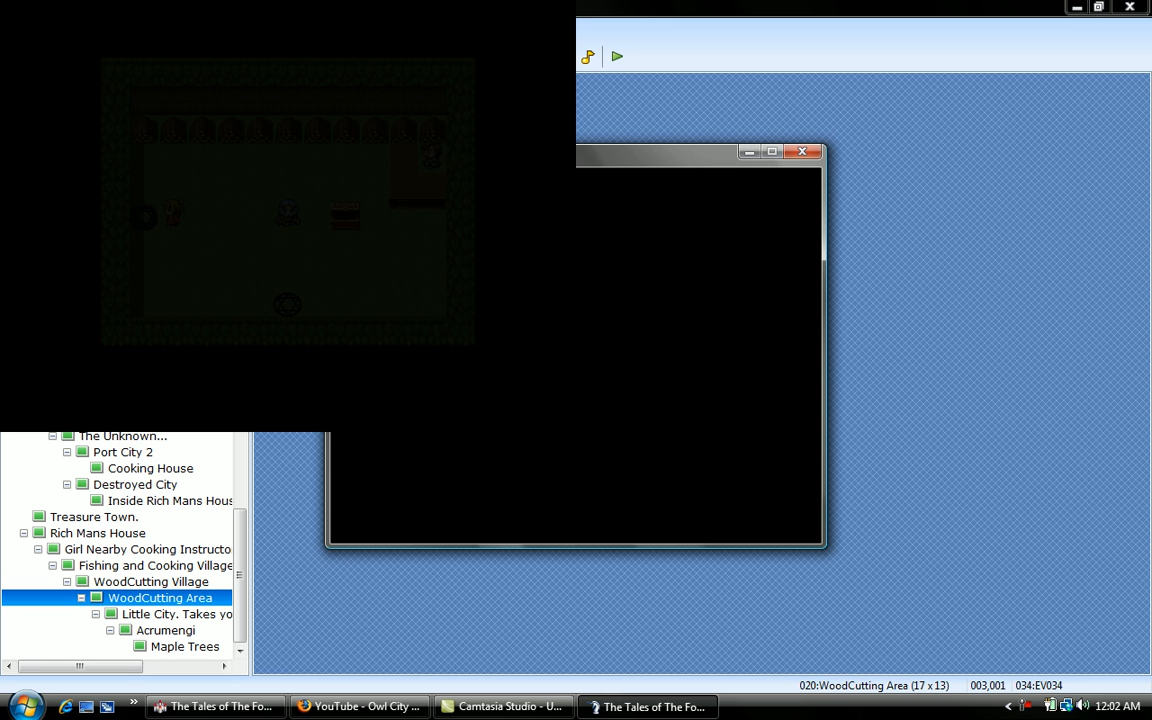 The Unknown...
Port City 2
Cooking House
Destroyed City
Inside Rich Mans Hous
Treasure Town.
Rich Mans House
Girl Nearby Cooking Instructo
Fishing and Cooking Village
WoodCutting Village
WoodCutting Area
Little City. Takes yo
Acrumengi
Maple Trees
020:WoodCutting Area (17 x 13) 003,001 034:EV034
The Tales of The Fo... YouTube - Owl City ... Camtasia Studio - U... The Tales of The Fo... 12:02 AM